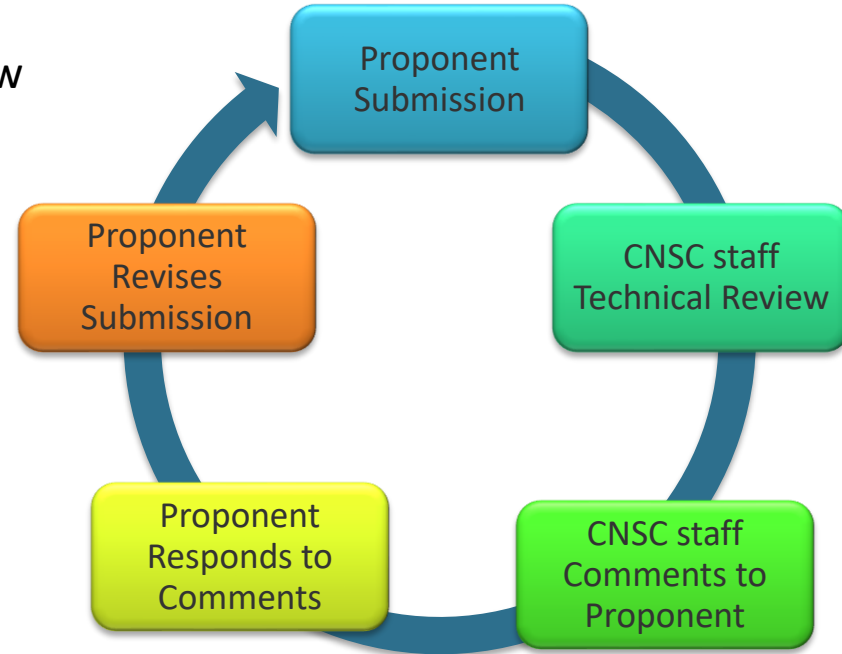 Proponent
Submission
CNSC staff
Technical Review
CNSC staff
Comments to
Proponent
Proponent
Responds to
Comments
Proponent
Revises
Submission